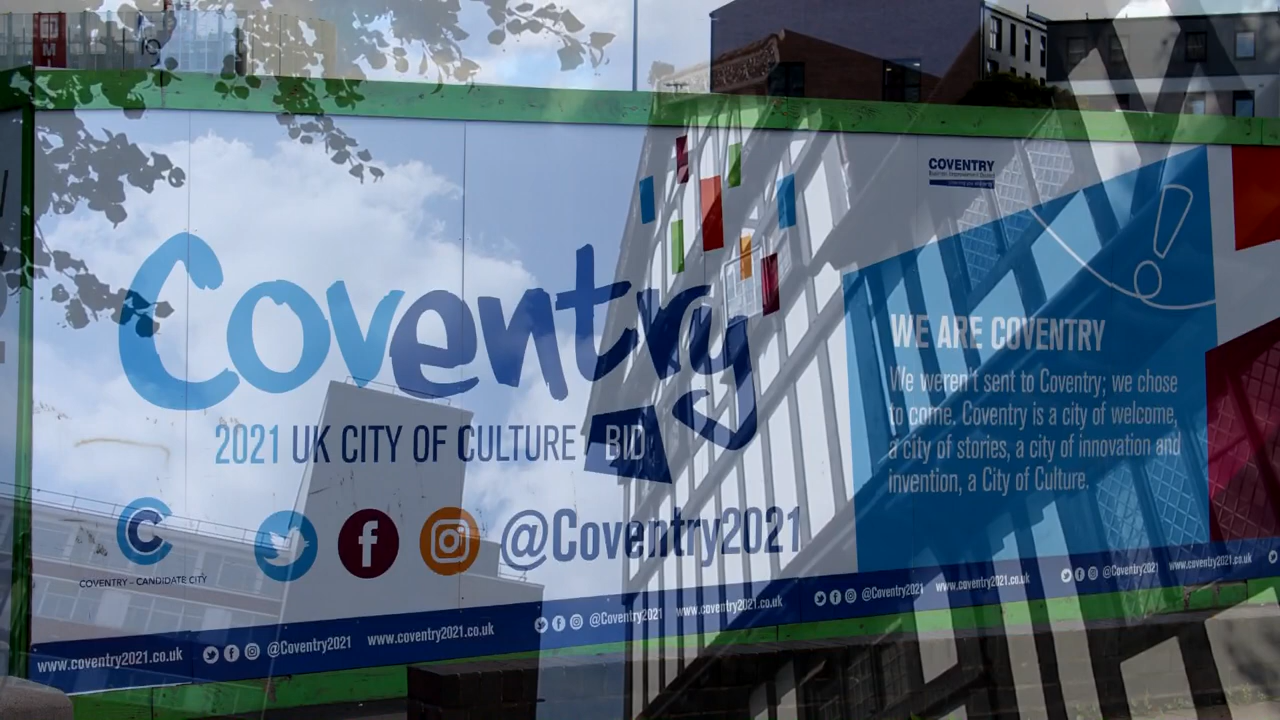 COVENTRY
Coventry
WE ARE COVENTRY
We weren't sent to Coventry; we chose
to come. Coventry is a city of welcome,
a city of stories, a city of innovation and
invention, a City of Culture.
2021 UK CITY OF CULTURE BID
@Coventry2021
COVENTRY – CANDIDATE CITY
www.coventry2021.co.uk @Coventry2021 www.coventry2021.co.uk @Coventry2021 www.coventry2021.co.uk @Coventry2021 www.coventry2021.co.uk @Coventry2021 www.coventry2021.co.uk